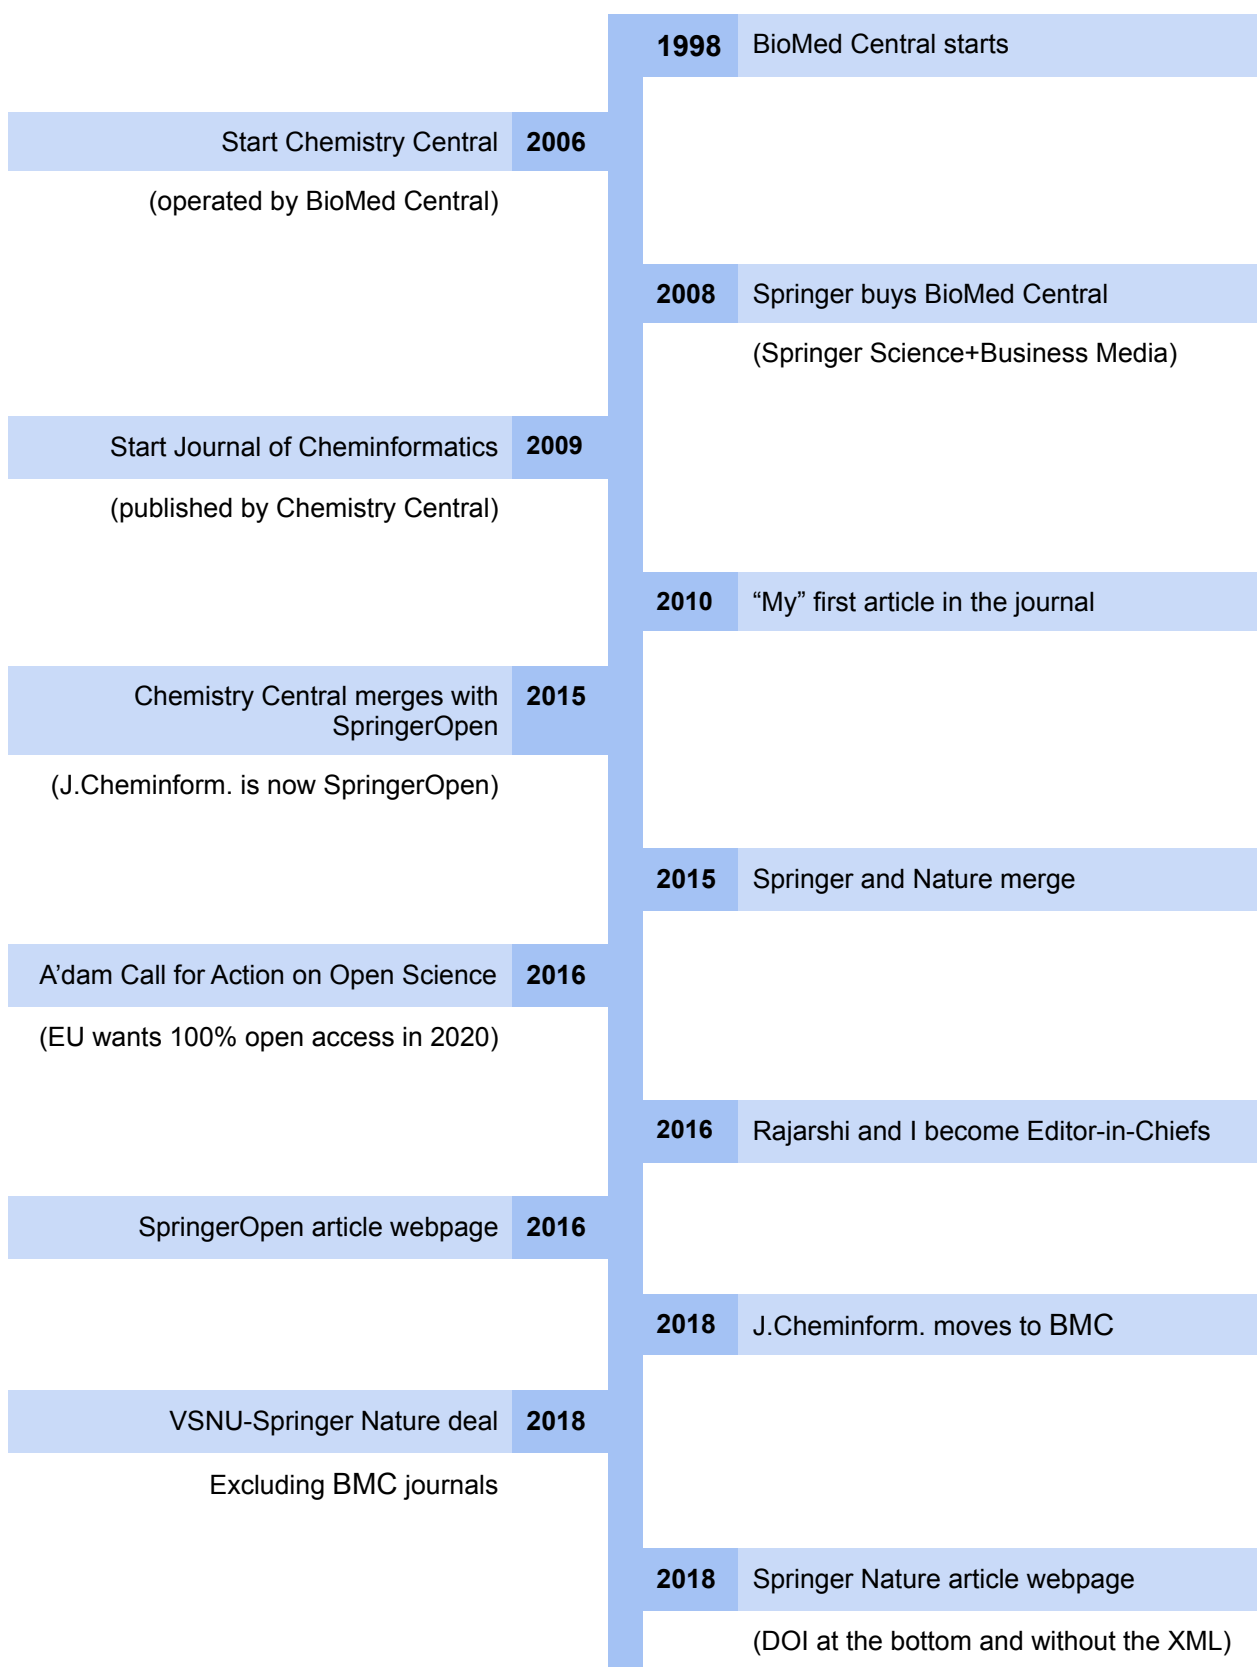 1998 BioMed Central starts
Start Chemistry Central 2006
(operated by BioMed Central)
2008 Springer buys BioMed Central
(Springer Science+Business Media)
Start Journal of Cheminformatics 2009
(published by Chemistry Central)
2010 “My” first article in the journal
Chemistry Central merges with 2015
SpringerOpen
(J.Cheminform. is now SpringerOpen)
2015 Springer and Nature merge
A’dam Call for Action on Open Science 2016
(EU wants 100% open access in 2020)
2016 Rajarshi and I become Editor-in-Chiefs
SpringerOpen article webpage 2016
2018 J.Cheminform. moves to BMC
VSNU-Springer Nature deal 2018
Excluding BMC journals
2018 Springer Nature article webpage
(DOI at the bottom and without the XML)